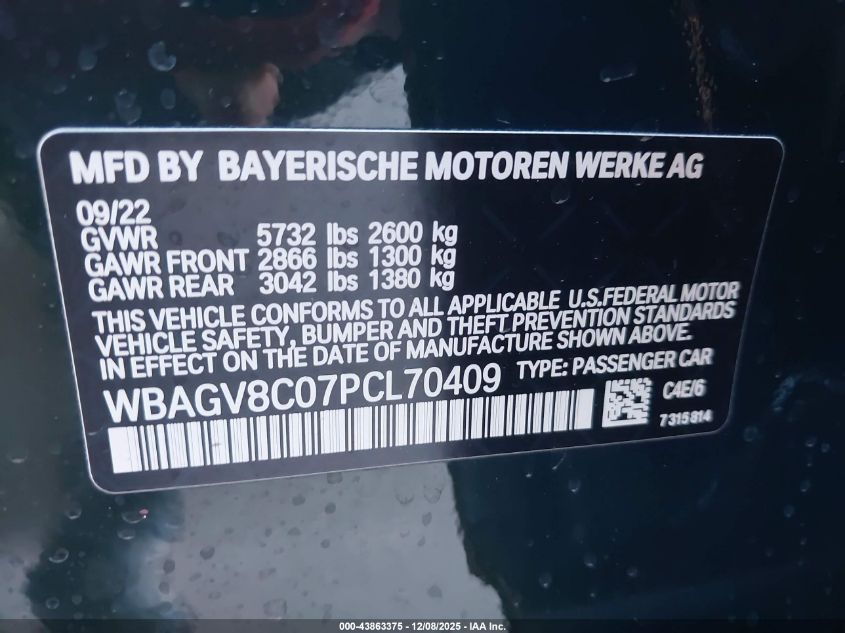 MFD BY BAYERISCHE MOTOREN WERKE AG
09/22
GVWR 5732 lbs 2600 kg
GAWR FRONT 2866 lbs 1300 kg
GAWR REAR 3042 lbs 1380 kg
THIS VEHICLE CONFORMS TO ALL APPLICABLE U.S.FEDERAL MOTOR
VEHICLE SAFETY, BUMPER AND THEFT PREVENTION STANDARDS
IN EFFECT ON THE DATE OF MANUFACTURE SHOWN ABOVE.
WBAGV8C07PCL70409 TYPE: PASSENGER CAR
C4E/6
7315814
000-43863375 - 12/08/2025 - IAA Inc.